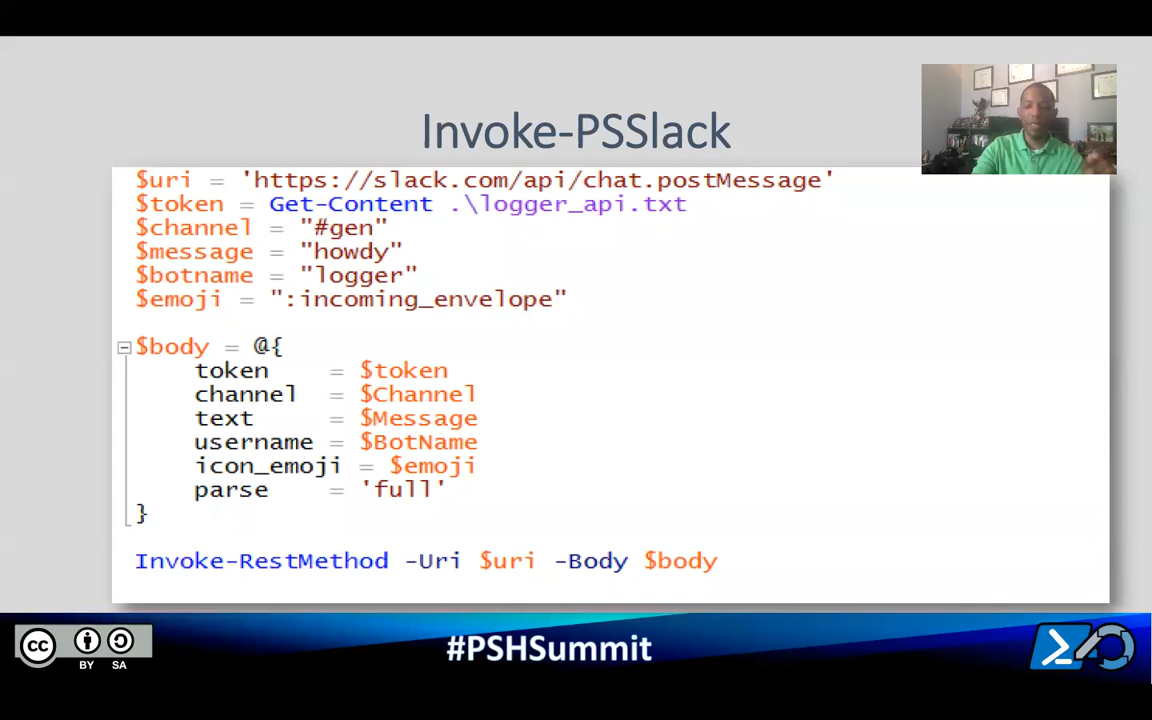 Invoke-PSSlack
$uri = 'https://slack.com/api/chat.postMessage'
$token = Get-Content .\logger_api.txt
$channel = "#gen"
$message = "howdy"
$botname = "logger"
$emoji = ":incoming_envelope"
$body = @{
token = $token
channel = $Channel
text = $Message
username = $BotName
icon_emoji = $emoji
parse = 'full'
}
Invoke-RestMethod -Uri $uri -Body $body
cc
BY SA
#PSHSummit